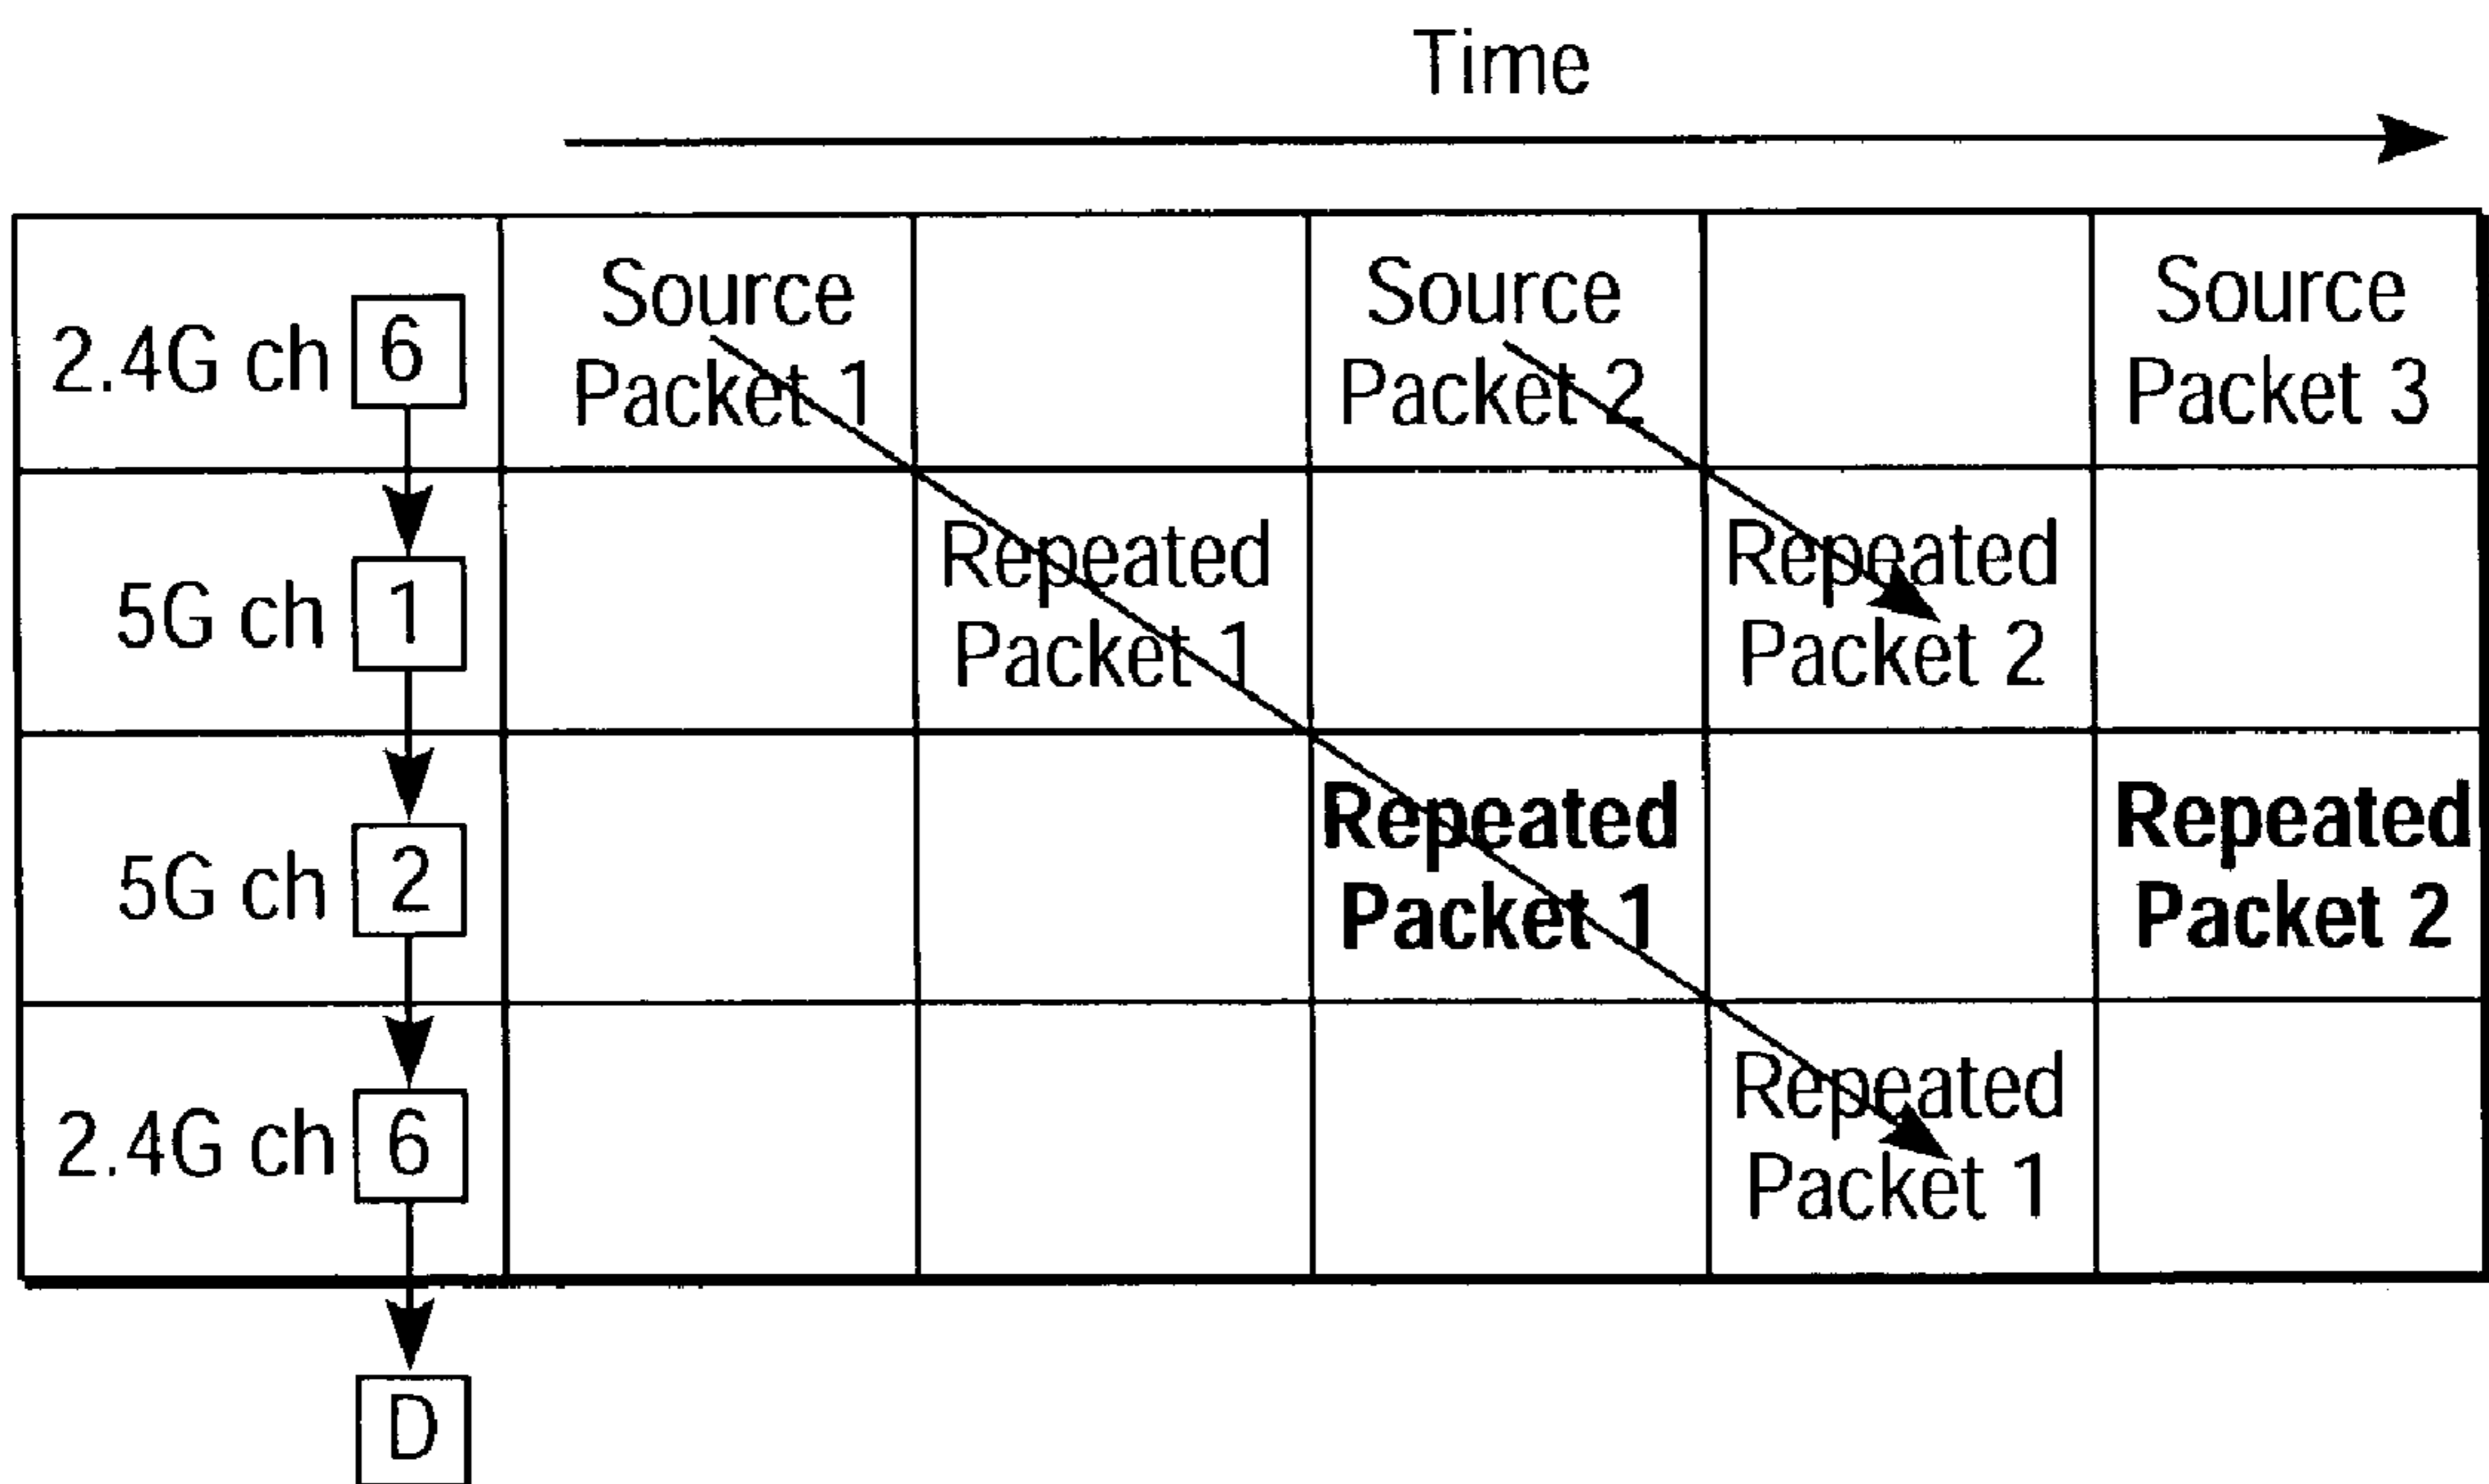 Time
2.4G ch 6
Source
Packet 1
Source
Packet 2
Source
Packet 3
5G ch 1
Repeated
Packet 1
Repeated
Packet 2
5G ch 2
Repeated
Packet 1
Repeated
Packet 2
2.4G ch 6
Repeated
Packet 1
D